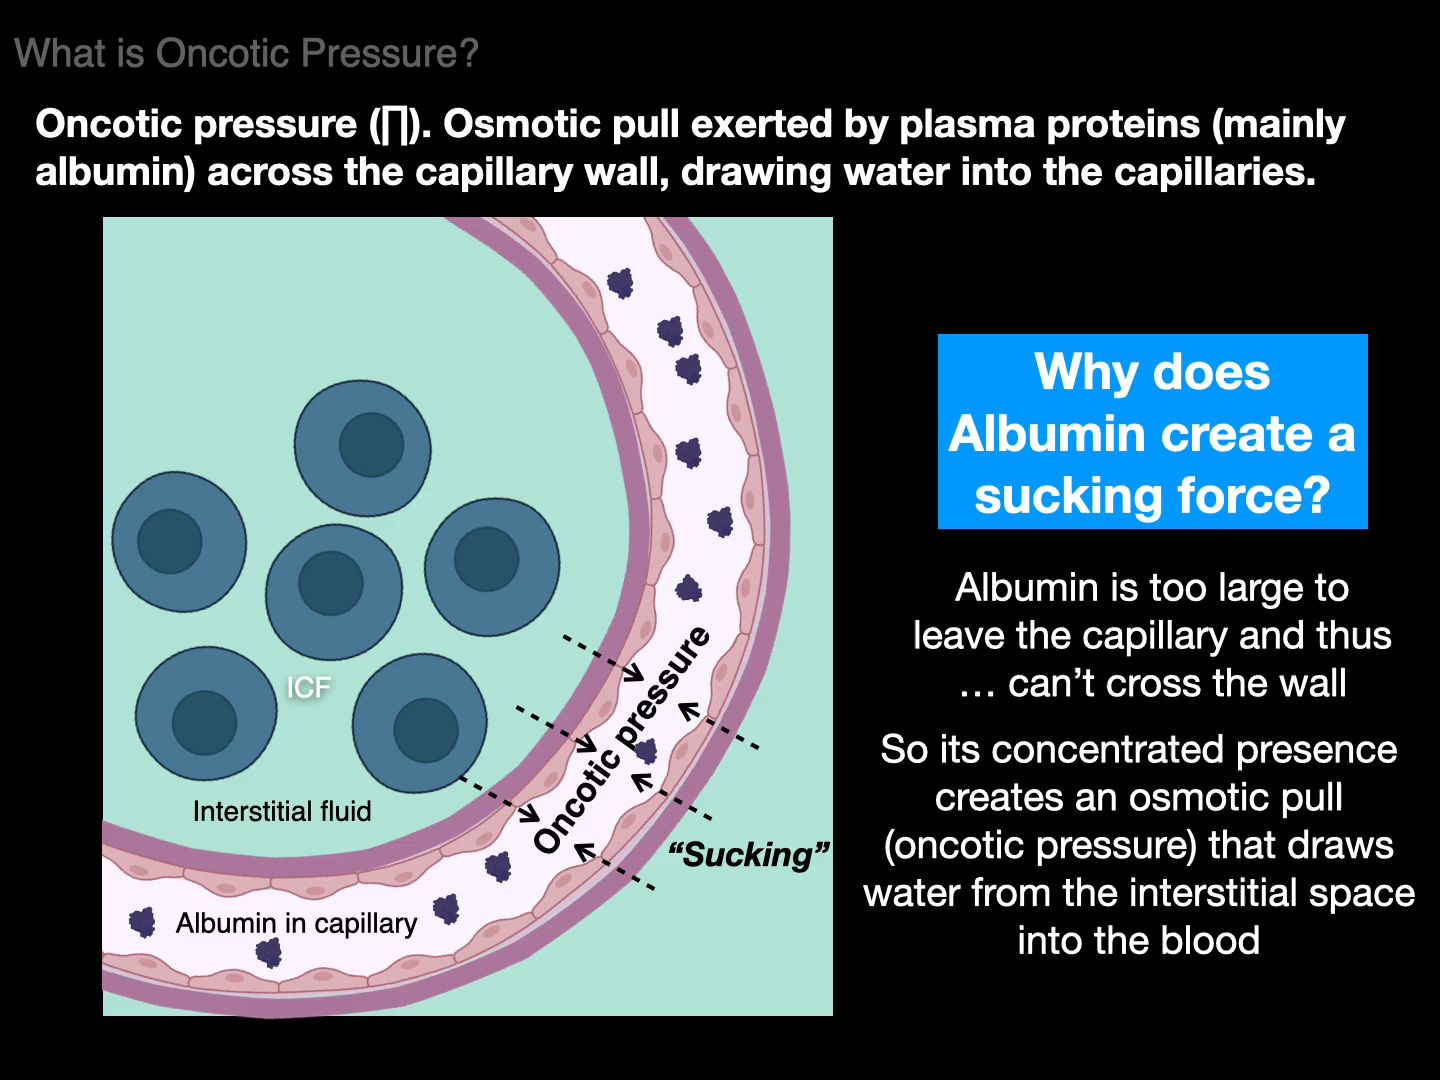 What is Oncotic Pressure?
Oncotic pressure (∏). Osmotic pull exerted by plasma proteins (mainly
albumin) across the capillary wall, drawing water into the capillaries.
ICF
Interstitial fluid
Albumin in capillary
Oncotic pressure
“Sucking”
Why does
Albumin create a
sucking force?
Albumin is too large to
leave the capillary and thus
… can’t cross the wall
So its concentrated presence
creates an osmotic pull
(oncotic pressure) that draws
water from the interstitial space
into the blood